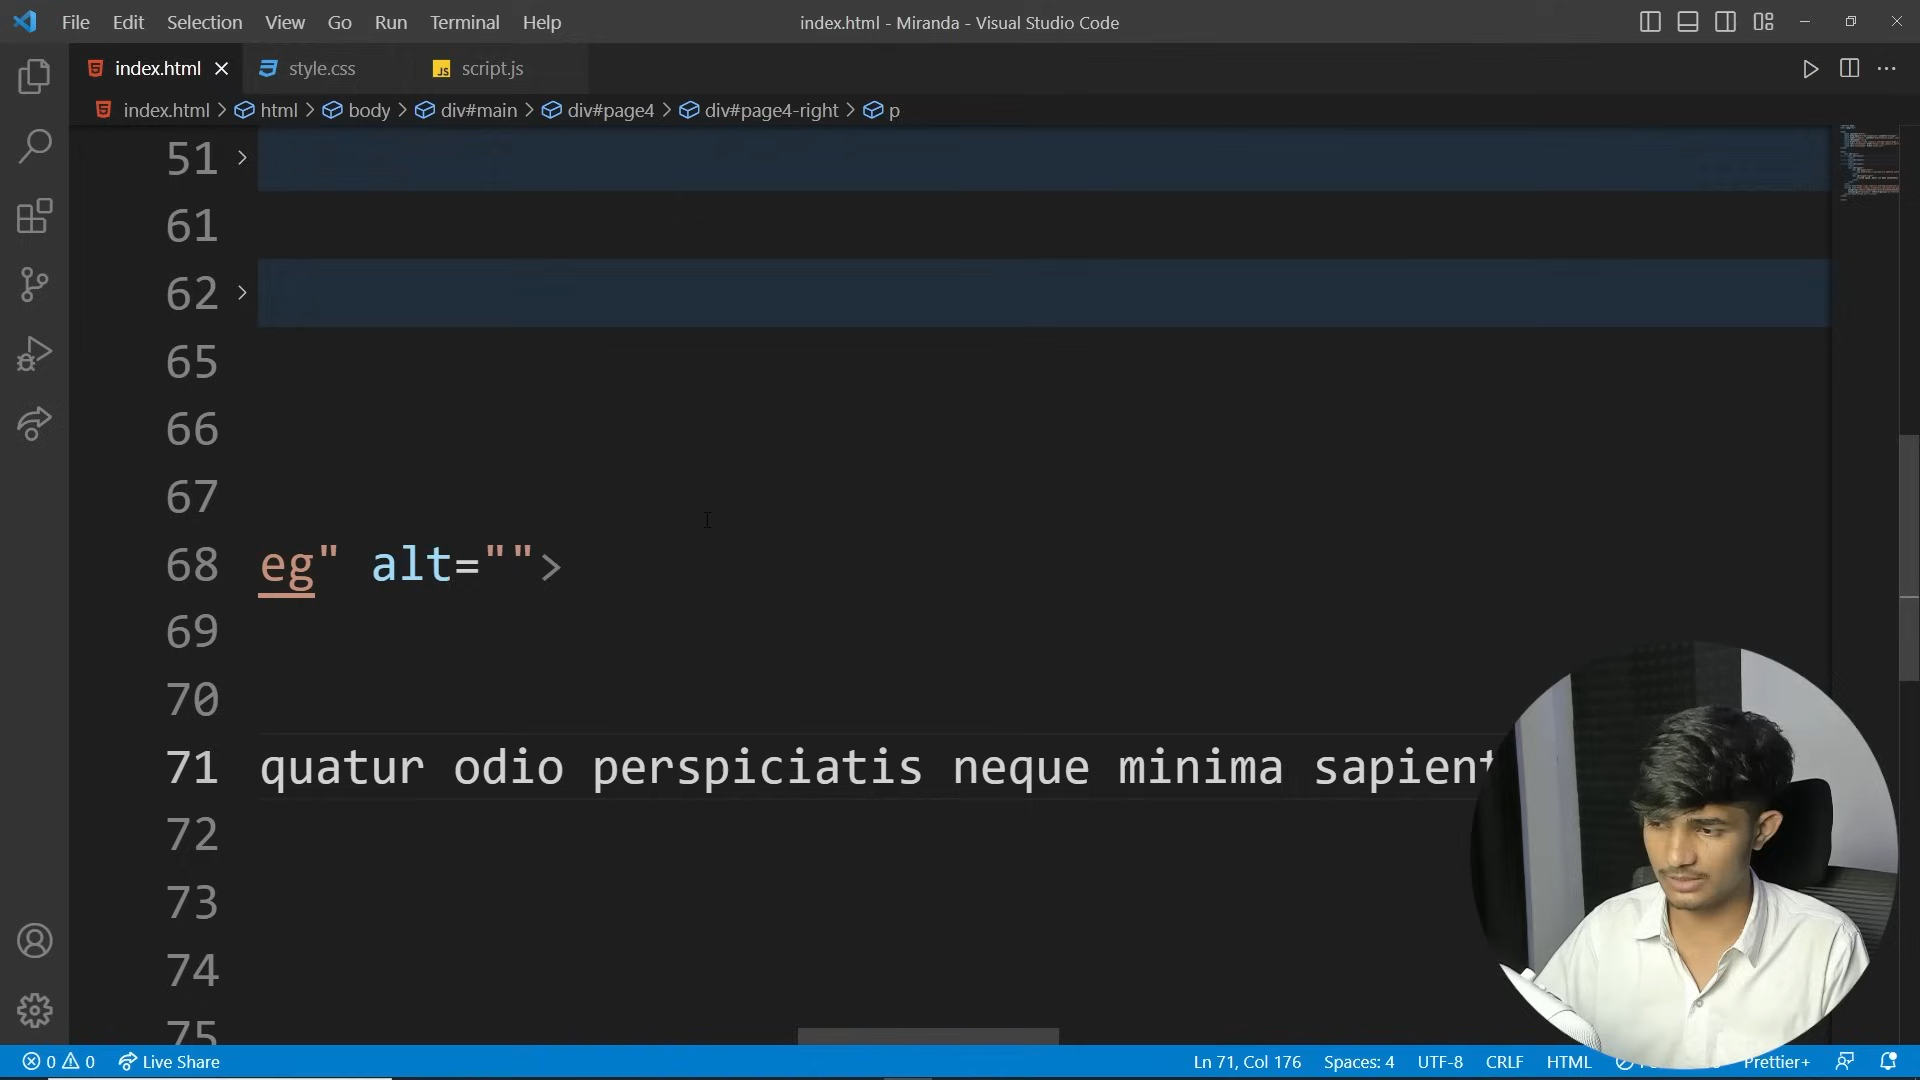 File Edit Selection View Go Run Terminal Help index.html - Miranda - Visual Studio Code
index.html style.css JS script.js
index.html > html > body > div#main > div#page4 > div#page4-right > p
51
61
62
65
66
67
68 eg" alt="">
69
70
71 quatur odio perspiciatis neque minima sapient
72
73
74
75
0 0 Live Share Ln 71, Col 176 Spaces: 4 UTF-8 CRLF HTML Prettier+